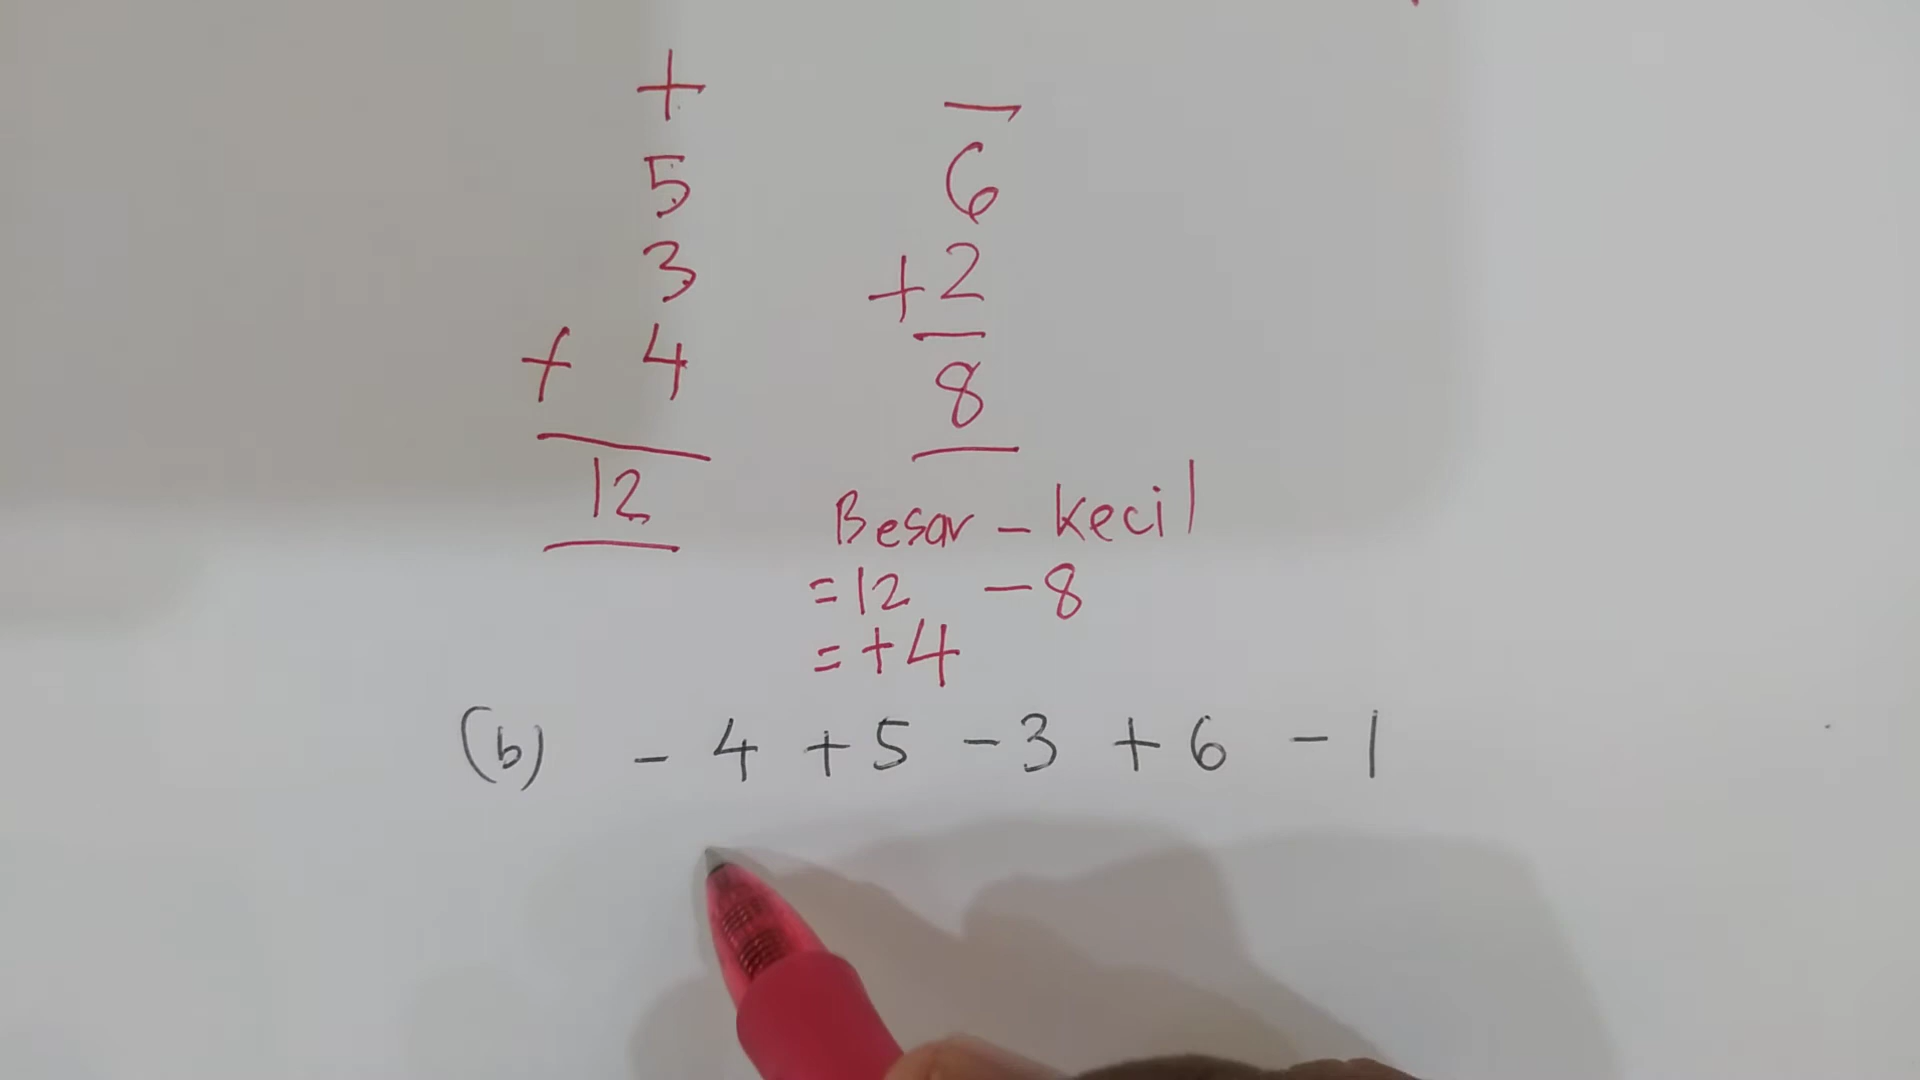 + —
5 6
3 +2
+ 4 8
12
Besar - kecil
= 12 - 8
= +4
(b) - 4 + 5 - 3 + 6 - 1